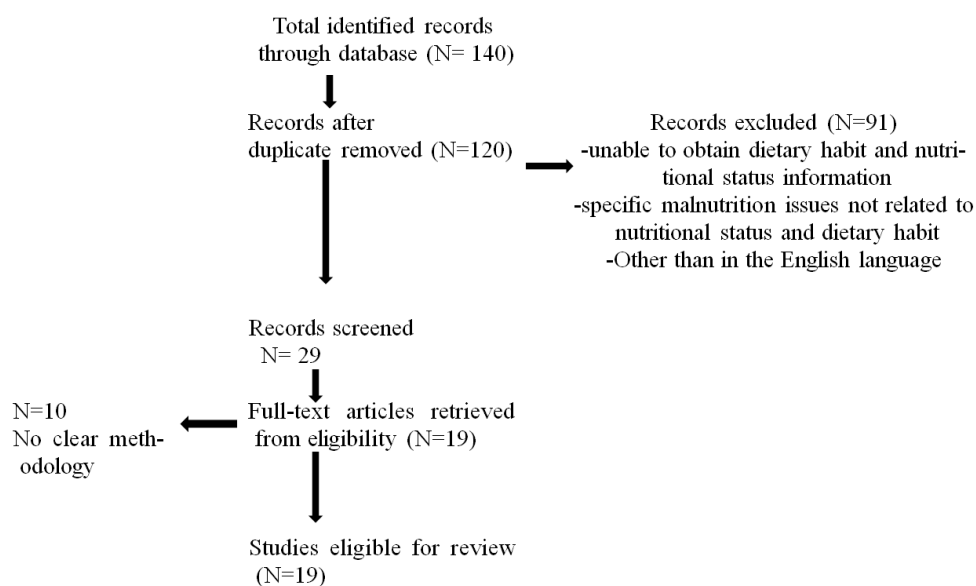 Total identified records
through database (N= 140)
Records after
duplicate removed (N=120)
Records excluded (N=91)
-unable to obtain dietary habit and nutri-
tional status information
-specific malnutrition issues not related to
nutritional status and dietary habit
-Other than in the English language
Records screened
N= 29
Full-text articles retrieved
from eligibility (N=19)
N=10
No clear meth-
odology
Studies eligible for review
(N=19)